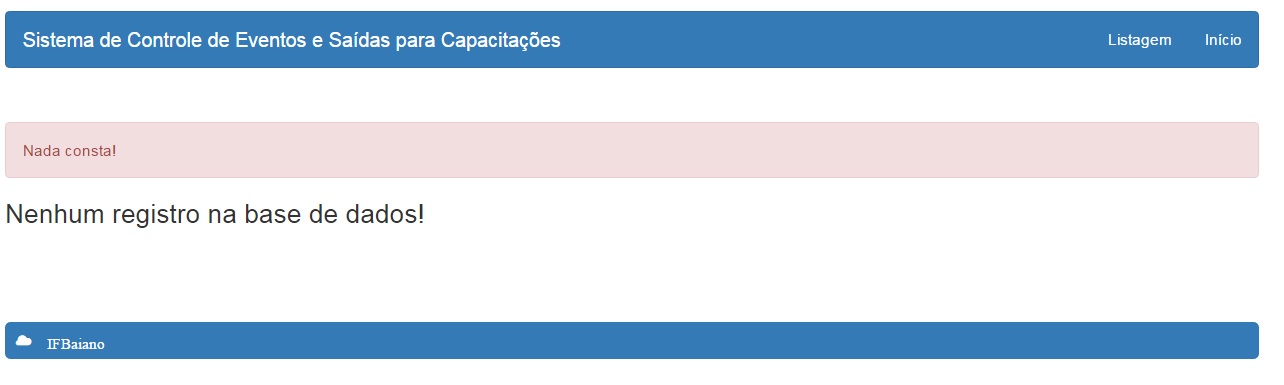 Sistema de Controle de Eventos e Saídas para Capacitações
Listagem
Início
Nada consta!
Nenhum registro na base de dados!
IFBaiano